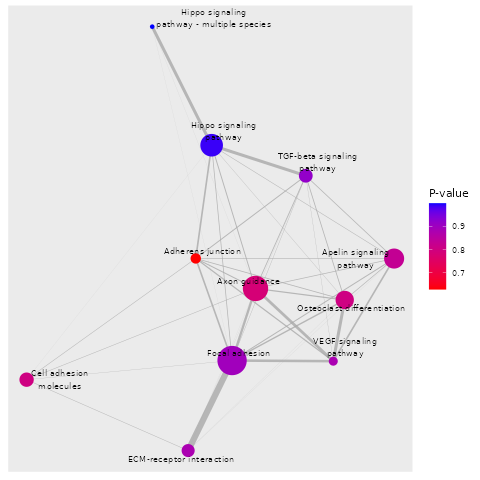 Hippo signaling
pathway - multiple species
Hippo signaling
pathway
TGF-beta signaling
pathway
P-value
0.9
0.8
0.7
Adherens junction
Apelin signaling
pathway
Axon guidance
Osteoclast differentiation
VEGF signaling
pathway
Focal adhesion
Cell adhesion
molecules
ECM-receptor interaction